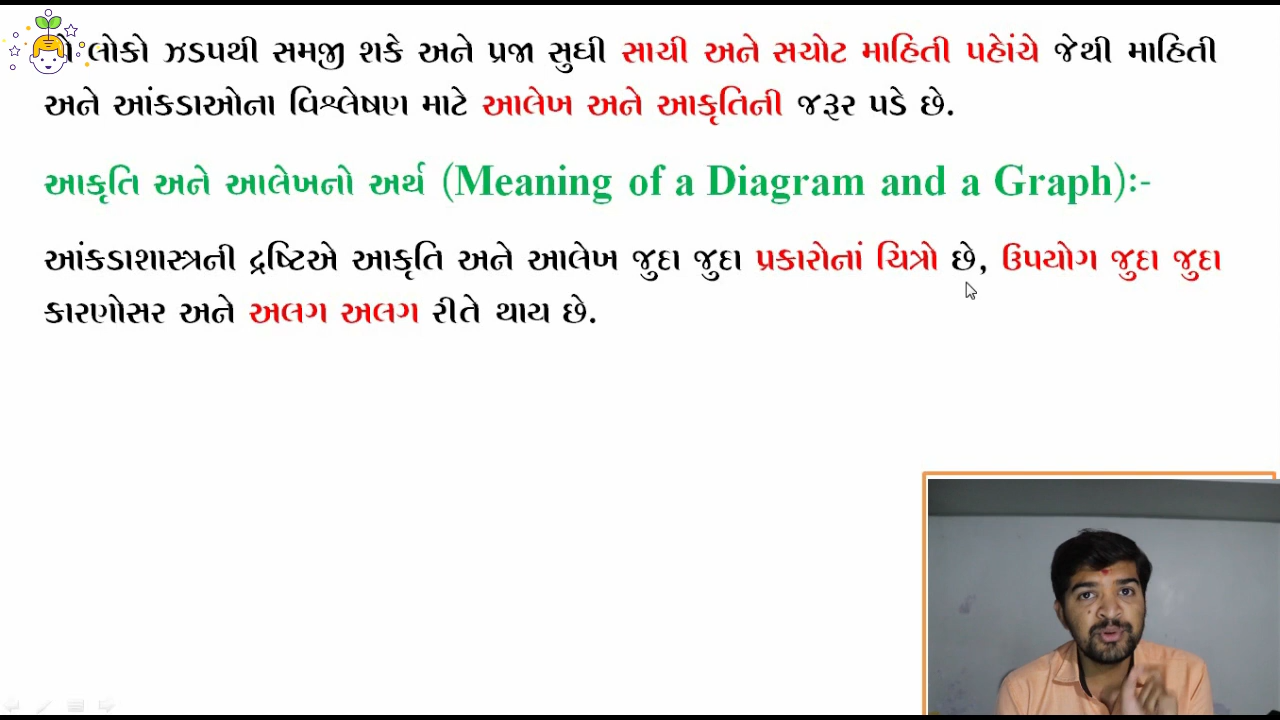 લોકો ઝડપથી સમજી શકે અને પ્રજા સુધી સાચી અને સચોટ માહિતી પહોંચે જેથી માહિતી
અને આંકડાઓના વિશ્લેષણ માટે આલેખ અને આકૃતિની જરૂર પડે છે.
આકૃતિ અને આલેખનો અર્થ (Meaning of a Diagram and a Graph):-
આંકડાશાસ્ત્રની દ્રષ્ટિએ આકૃતિ અને આલેખ જુદા જુદા પ્રકારોનાં ચિત્રો છે, ઉપયોગ જુદા જુદા
કારણોસર અને અલગ અલગ રીતે થાય છે.